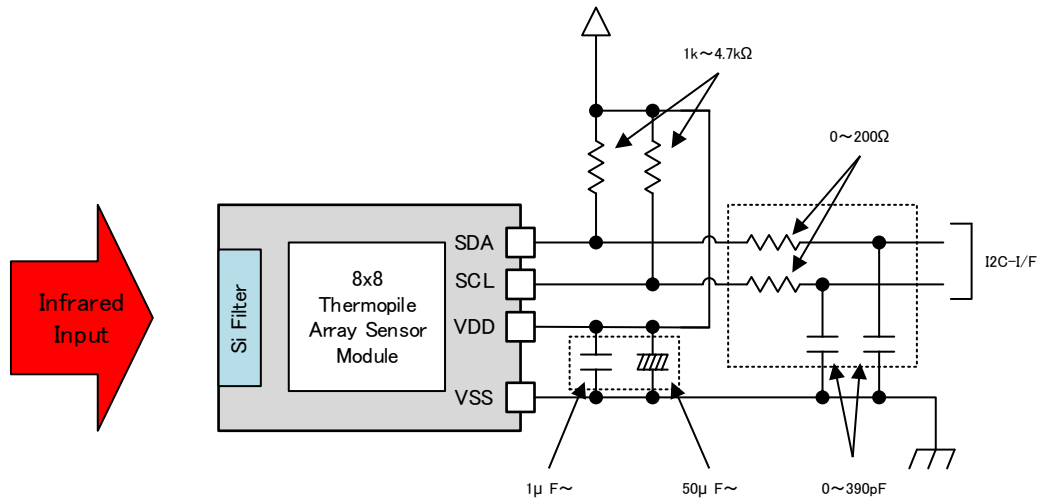 1k～4.7kΩ
0～200Ω
I2C-I/F
SDA
SCL
VDD
VSS
Infrared
Input
Si Filter
8x8
Thermopile
Array Sensor
Module
1μ F～
50μ F～
0～390pF